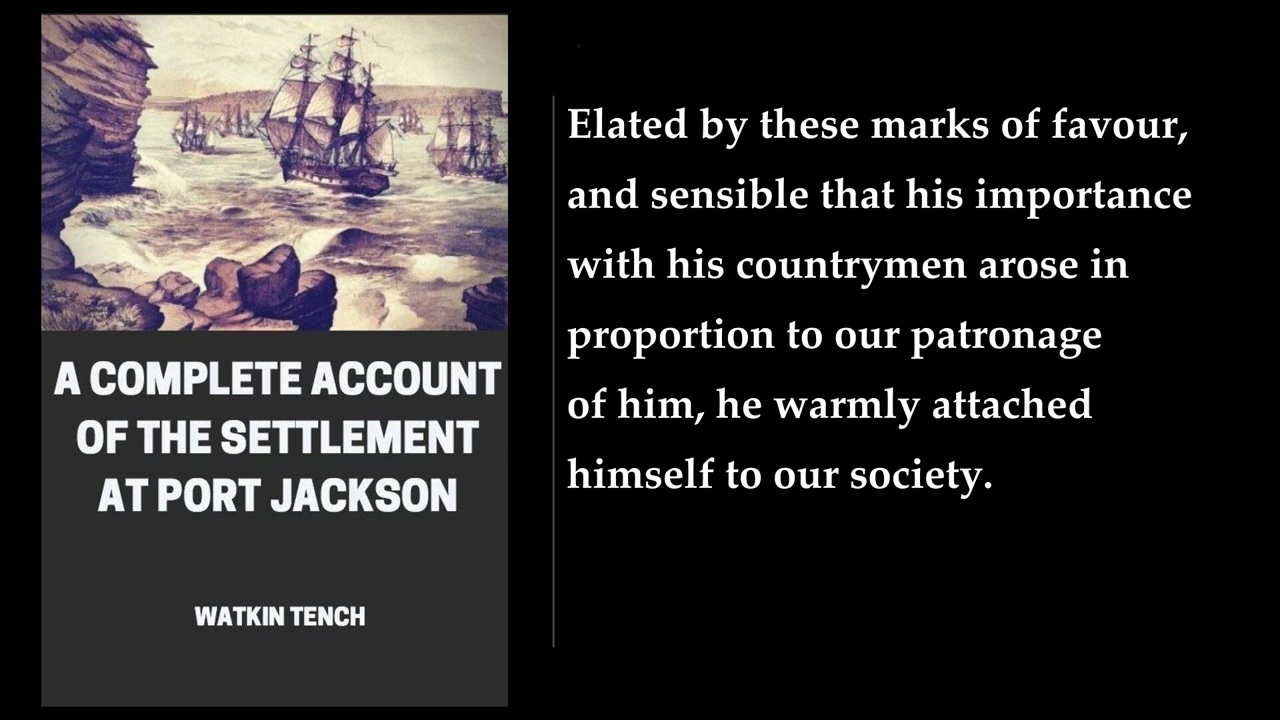 A COMPLETE ACCOUNT
OF THE SETTLEMENT
AT PORT JACKSON
WATKIN TENCH
Elated by these marks of favour,
and sensible that his importance
with his countrymen arose in
proportion to our patronage
of him, he warmly attached
himself to our society.